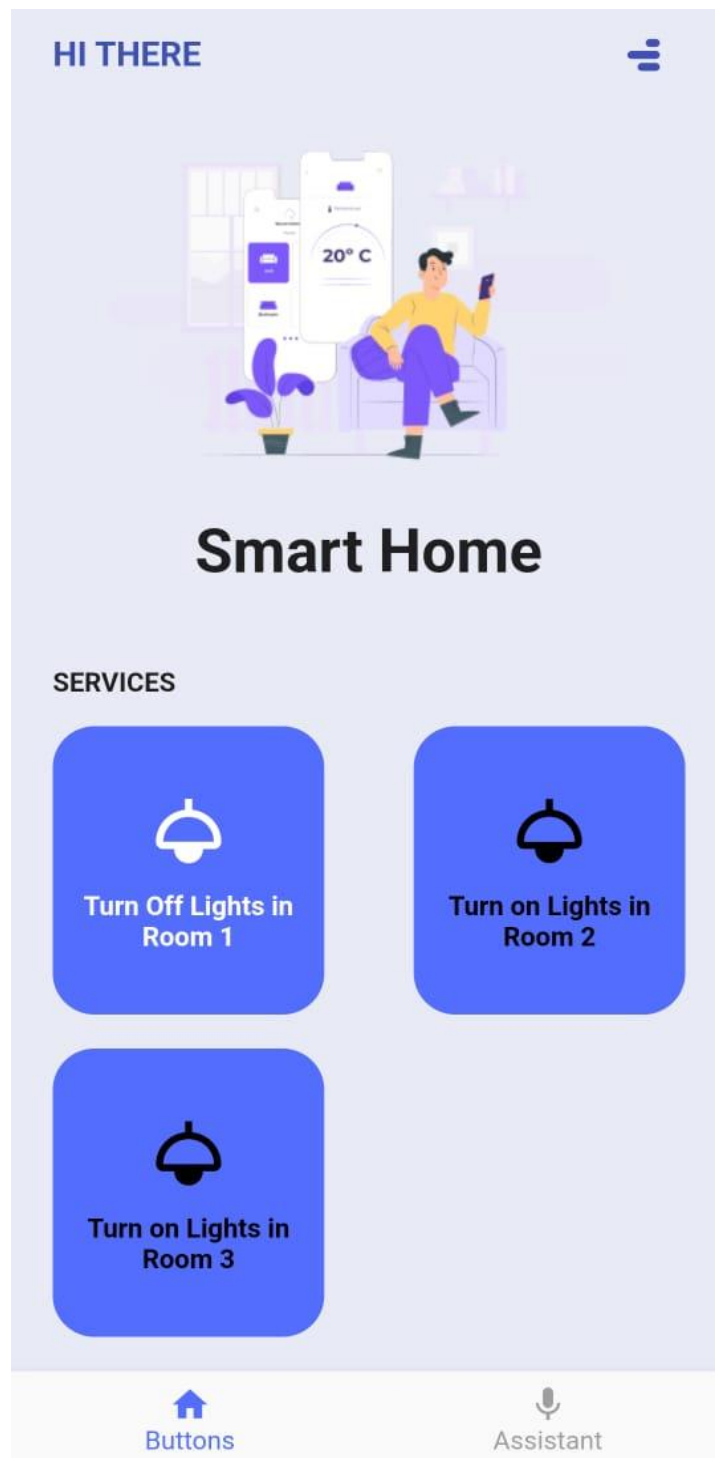 HI THERE
20° C
Smart Home
SERVICES
Turn Off Lights in
Room 1
Turn on Lights in
Room 2
Turn on Lights in
Room 3
Buttons
Assistant